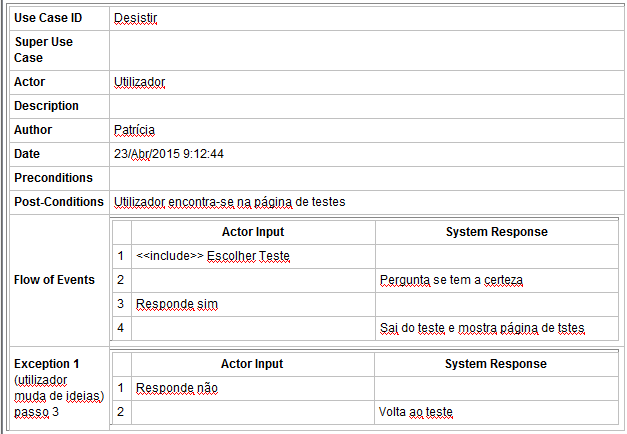 Use Case ID Desistir
Super Use
Case
Actor Utilizador
Description
Author Patrícia
Date 23/Abr/2015 9:12:44
Preconditions
Post-Conditions Utilizador encontra-se na página de testes
Flow of Events
Actor Input System Response
1 <<include>> Escolher Teste
2 Pergunta se tem a certeza
3 Responde sim
4 Sai do teste e mostra página de tstes
Exception 1
(utilizador
muda de ideias)
passo 3
Actor Input System Response
1 Responde não
2 Volta ao teste